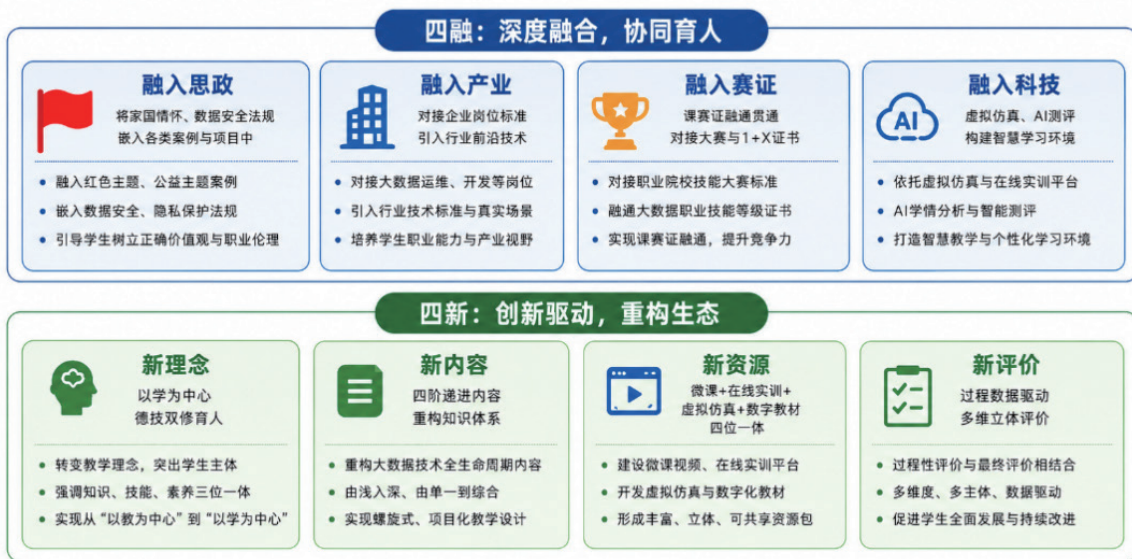 四融：深度融合，协同育人
融入思政
将家国情怀、数据安全法规
嵌入各类案例与项目中
融入红色主题、公益主题案例
嵌入数据安全、隐私保护法规
引导学生树立正确价值观与职业伦理
融入产业
对接企业岗位标准
引入行业前沿技术
对接大数据运维、开发等岗位
引入行业技术标准与真实场景
培养学生职业能力与产业视野
融入赛证
课赛证融通贯通
对接大赛与1+X证书
对接职业院校技能大赛标准
融通大数据职业技能等级证书
实现课赛证融通，提升竞争力
AI
融入科技
虚拟仿真、AI测评
构建智慧学习环境
依托虚拟仿真与在线实训平台
AI学情分析与智能测评
打造智慧教学与个性化学习环境
四新：创新驱动，重构生态
新理念
以学为中心
德技双修育人
转变教学理念，突出学生主体
强调知识、技能、素养三位一体
实现从“以教为中心”到“以学为中心”
新内容
四阶递进内容
重构知识体系
重构大数据技术全生命周期内容
由浅入深、由单一到综合
实现螺旋式、项目化教学设计
新资源
微课+在线实训+
虚拟仿真+数字教材
四位一体
建设微课视频、在线实训平台
开发虚拟仿真与数字化教材
形成丰富、立体、可共享资源包
新评价
过程数据驱动
多维立体评价
过程性评价与最终评价相结合
多维度、多主体、数据驱动
促进学生全面发展与持续改进